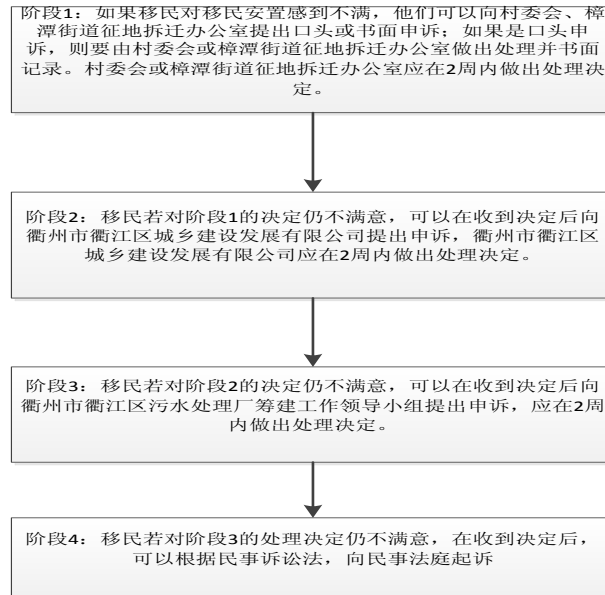 阶段1：如果移民对移民安置感到不满，他们可以向村委会、樟
潭街道征地拆迁办公室提出口头或书面申诉；如果是口头申
诉，则要由村委会或樟潭街道征地拆迁办公室做出处理并书面
记录。村委会或樟潭街道征地拆迁办公室应在2周内做出处理决
定。
阶段2：移民若对阶段1的决定仍不满意，可以在收到决定后向
衢州市衢江区城乡建设发展有限公司提出申诉，衢州市衢江区
城乡建设发展有限公司应在2周内做出处理决定。
阶段3：移民若对阶段2的决定仍不满意，可以在收到决定后向
衢州市衢江区污水处理厂筹建工作领导小组提出申诉，应在2周
内做出处理决定。
阶段4：移民若对阶段3的处理决定仍不满意，在收到决定后，
可以根据民事诉讼法，向民事法庭起诉